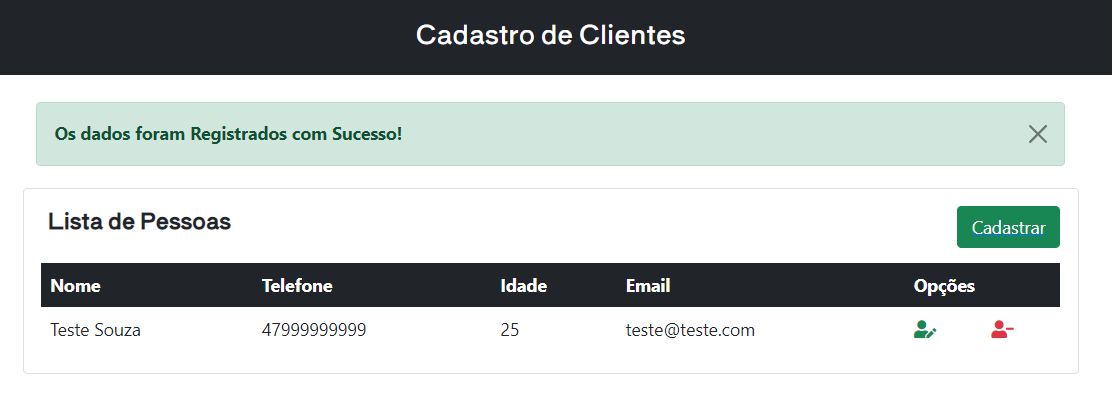 Cadastro de Clientes
Os dados foram Registrados com Sucesso!
Lista de Pessoas
Cadastrar
Nome Telefone Idade Email Opções
Teste Souza 47999999999 25 teste@teste.com